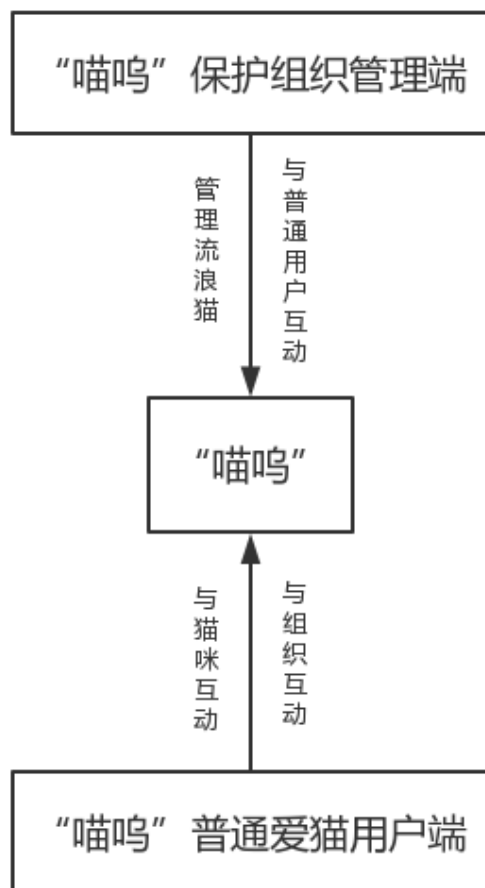 “喵呜”保护组织管理端
管理流浪猫
与普通用户互动
“喵呜”
与猫咪互动
与组织互动
“喵呜”普通爱猫用户端